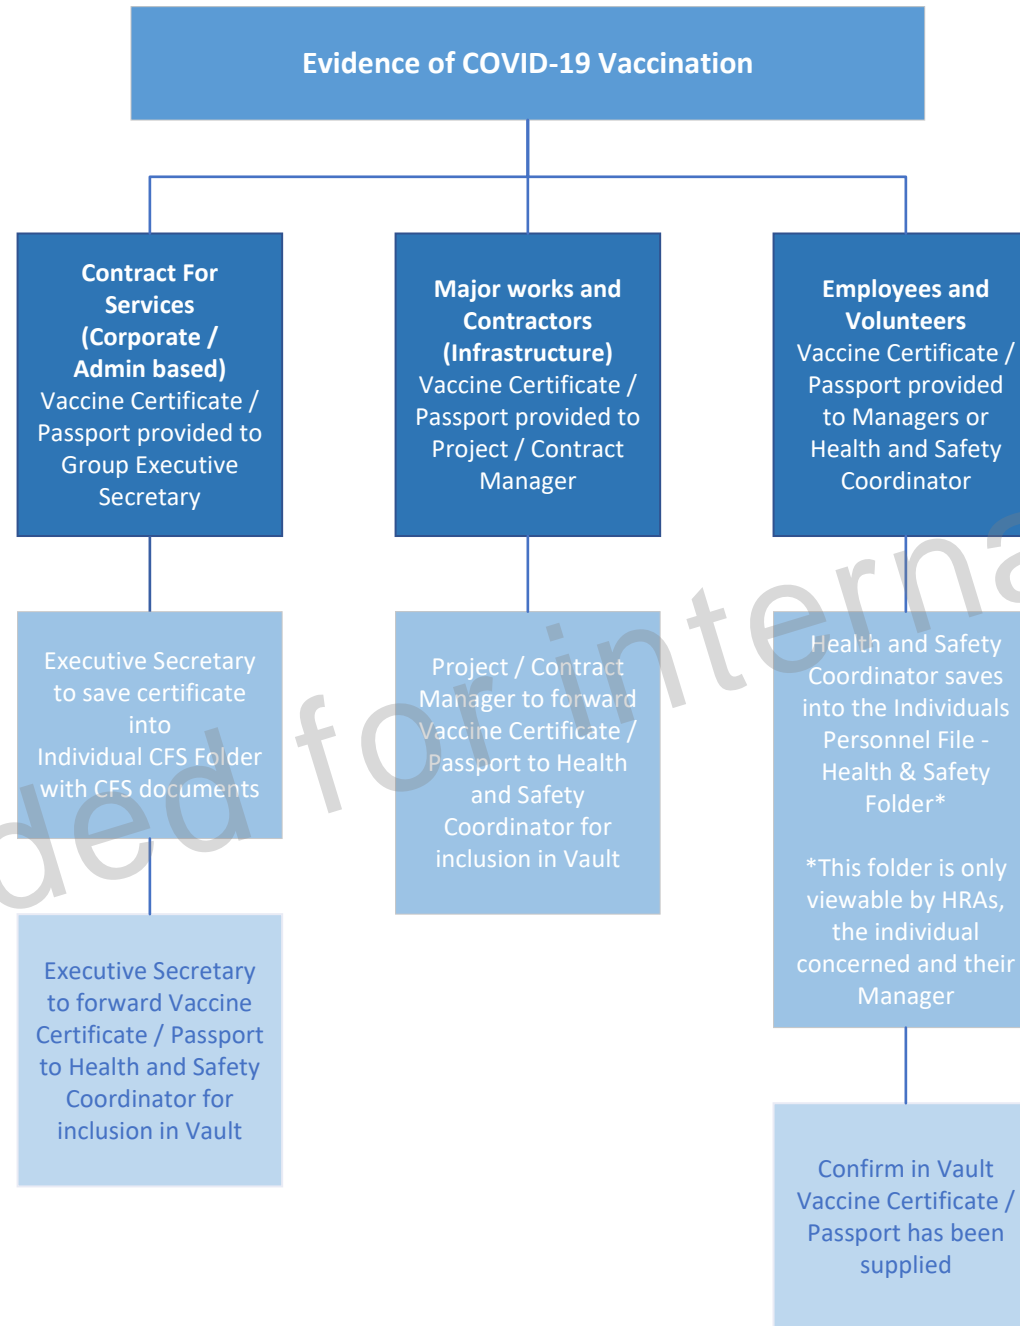 Evidence of COVID-19 Vaccination
Contract For
Services
(Corporate /
Admin based)
Vaccine Certificate /
Passport provided to
Group Executive
Secretary
Executive Secretary
to save certificate
into
Individual CFS Folder
with CFS documents
Executive Secretary
to forward Vaccine
Certificate / Passport
to Health and Safety
Coordinator for
inclusion in Vault
Major works and
Contractors
(Infrastructure)
Vaccine Certificate /
Passport provided to
Project / Contract
Manager
Project / Contract
Manager to forward
Vaccine Certificate /
Passport to Health
and Safety
Coordinator for
inclusion in Vault
Employees and
Volunteers
Vaccine Certificate /
Passport provided
to Managers or
Health and Safety
Coordinator
Health and Safety
Coordinator saves
into the Individuals
Personnel File -
Health & Safety
Folder*
*This folder is only
viewable by HRAs,
the individual
concerned and their
Manager
Confirm in Vault
Vaccine Certificate /
Passport has been
supplied
for